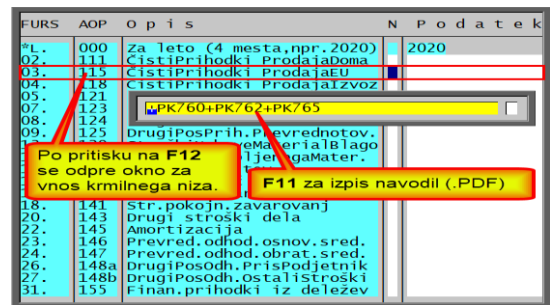 FURS AOP O p i s N P o d a t e k
*L. 000 Za leto (4 mesta,npr.2020) 2020
02. 111 ČistiPrihodki ProdajaDoma
03. 115 ČistiPrihodki ProdajaEU
04. 118 ČistiPrihodki ProdajaIzvoz
05. 121
07. 123 +PK760+PK762+PK765
08. 124
09. 125 DrugiPosPrih.Prevrednotov.
Po pritisku na F12
se odpre okno za
vnos krmilnega niza.
F11 za izpis navodil (.PDF)
18. 141 Str.pokojn.zavarovanj
20. 143 Drugi stroški dela
22. 145 Amortizacija
23. 146 Prevred.odhod.osnov.sred.
24. 147 Prevred.odhod.obrat.sred.
26. 148a DrugiPosOdh.PrisPodjetnik
27. 148b DrugiPosOdh.OstaliStroški
31. 155 Finan.prihodki iz deležev